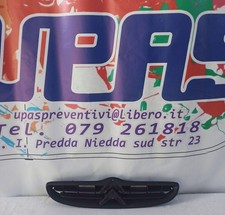 UPAS
upaspreventivi@Libero.it
Tel. 079 261818
I. Predda Niedda sud str 23